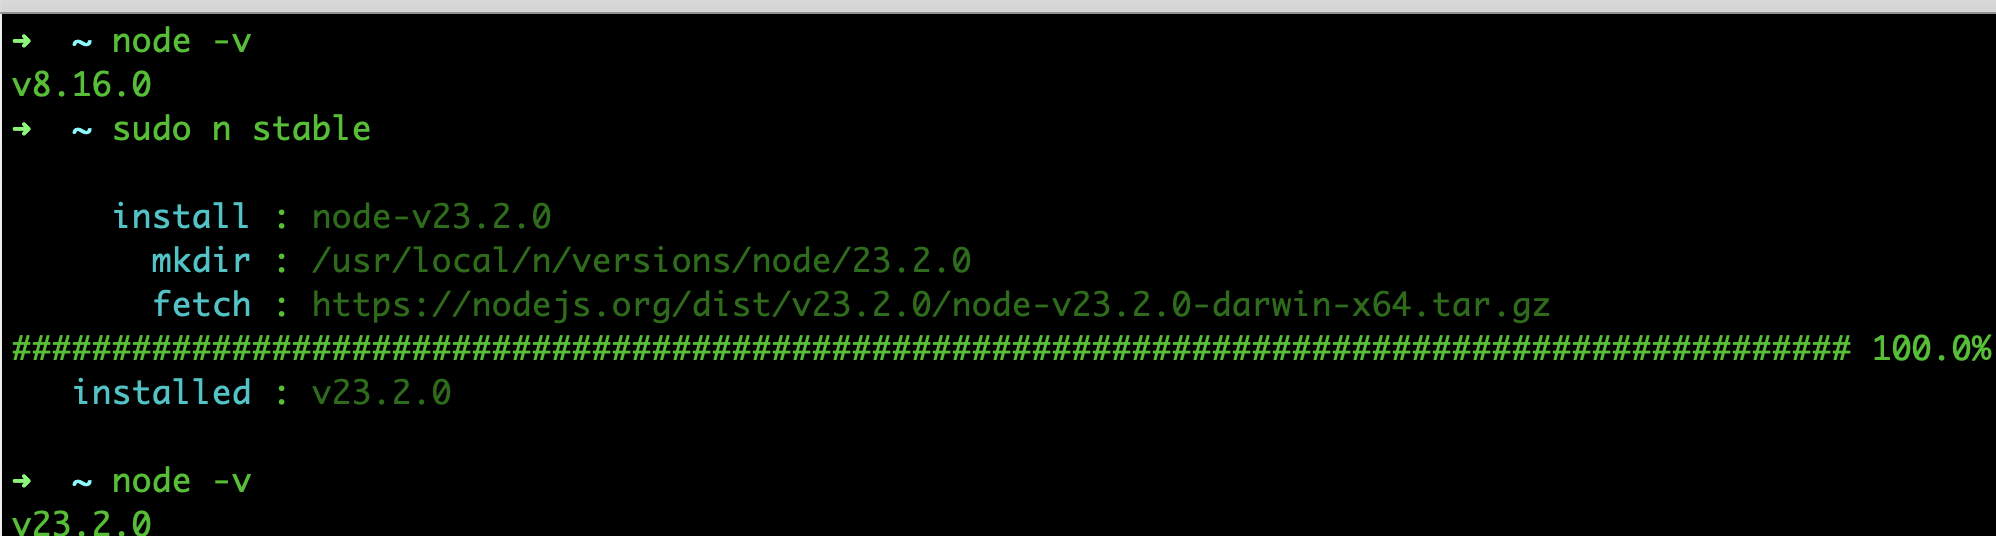 ➜  ~ node -v
v8.16.0
➜  ~ sudo n stable
install : node-v23.2.0
mkdir : /usr/local/n/versions/node/23.2.0
fetch : https://nodejs.org/dist/v23.2.0/node-v23.2.0-darwin-x64.tar.gz
############################################################################################ 100.0%
installed : v23.2.0
➜  ~ node -v
v23.2.0